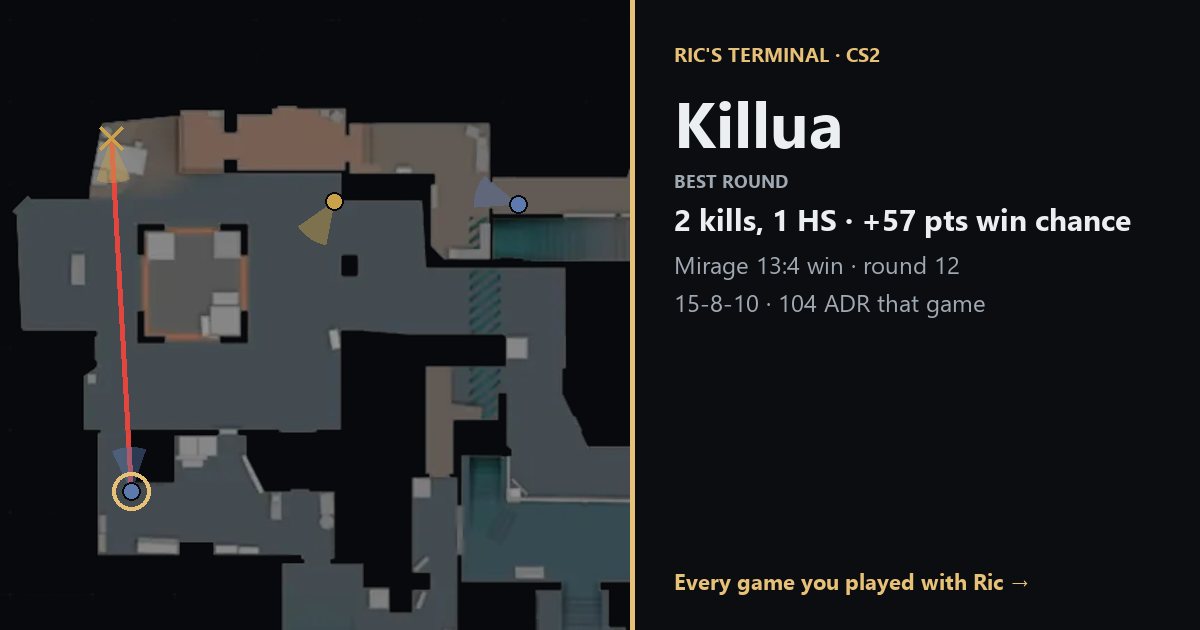 RIC'S TERMINAL · CS2
Killua
BEST ROUND
2 kills, 1 HS · +57 pts win chance
Mirage 13:4 win · round 12
15-8-10 · 104 ADR that game
Every game you played with Ric →